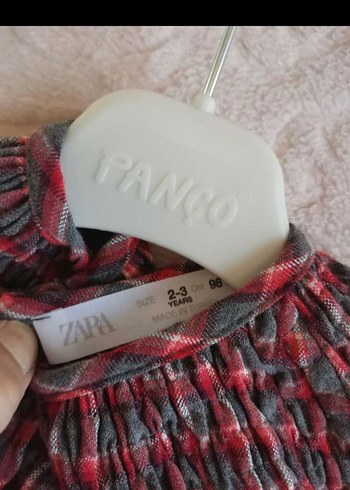 PANÇO
ZARA
SIZE 2-3 YEARS CM 98
MADE IN